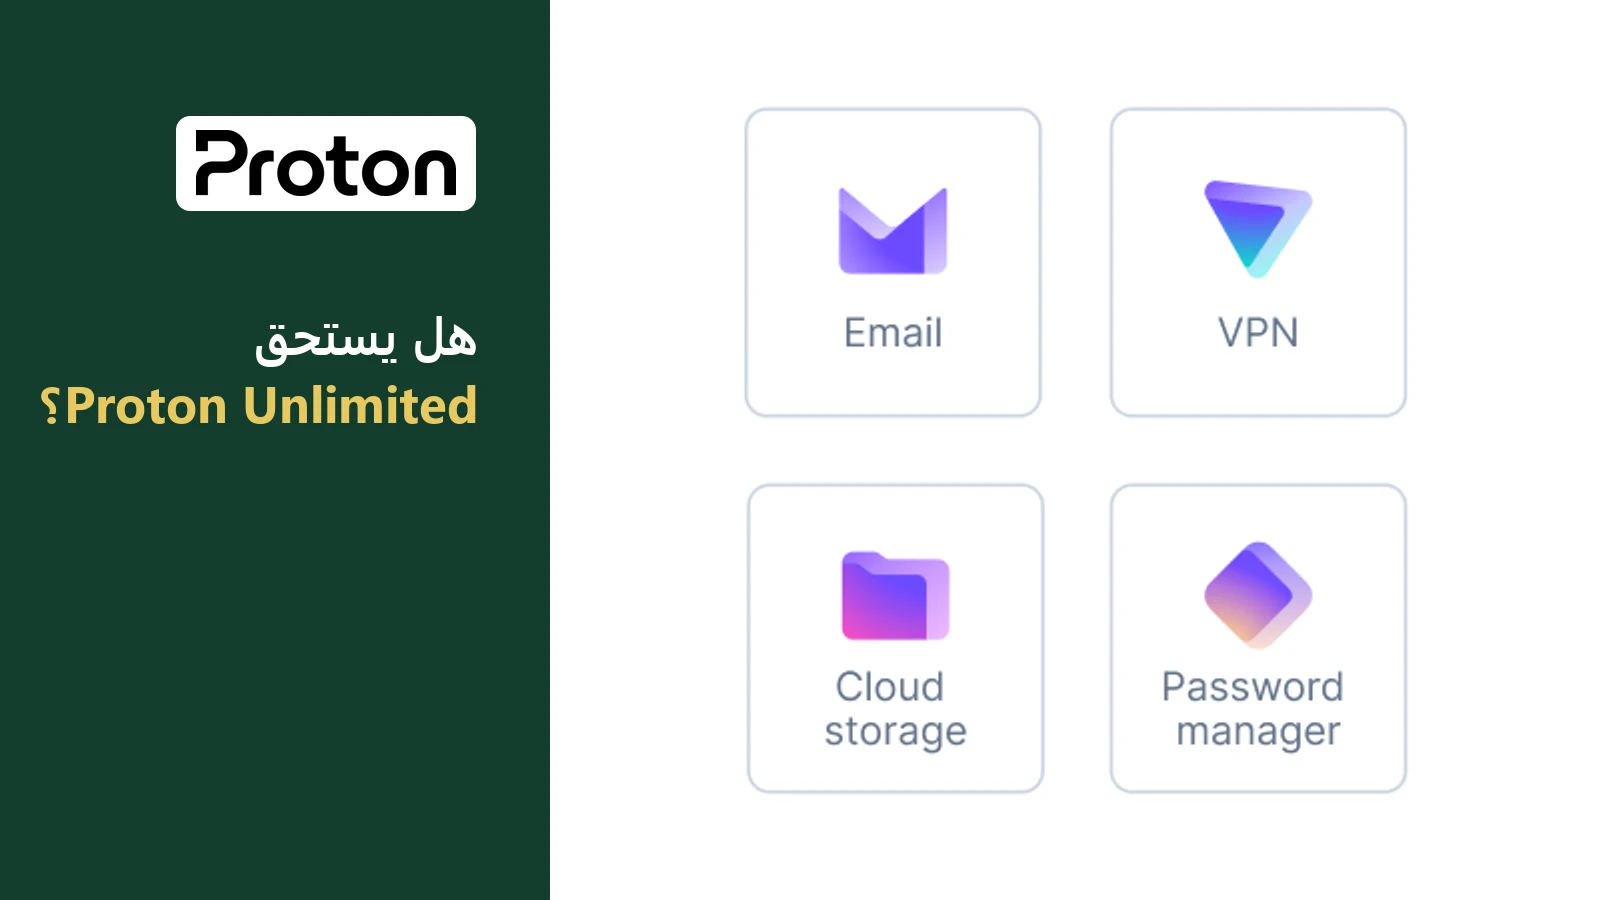 Proton
هل يستحق
Proton Unlimited؟
Email
VPN
Cloud
storage
Password
manager